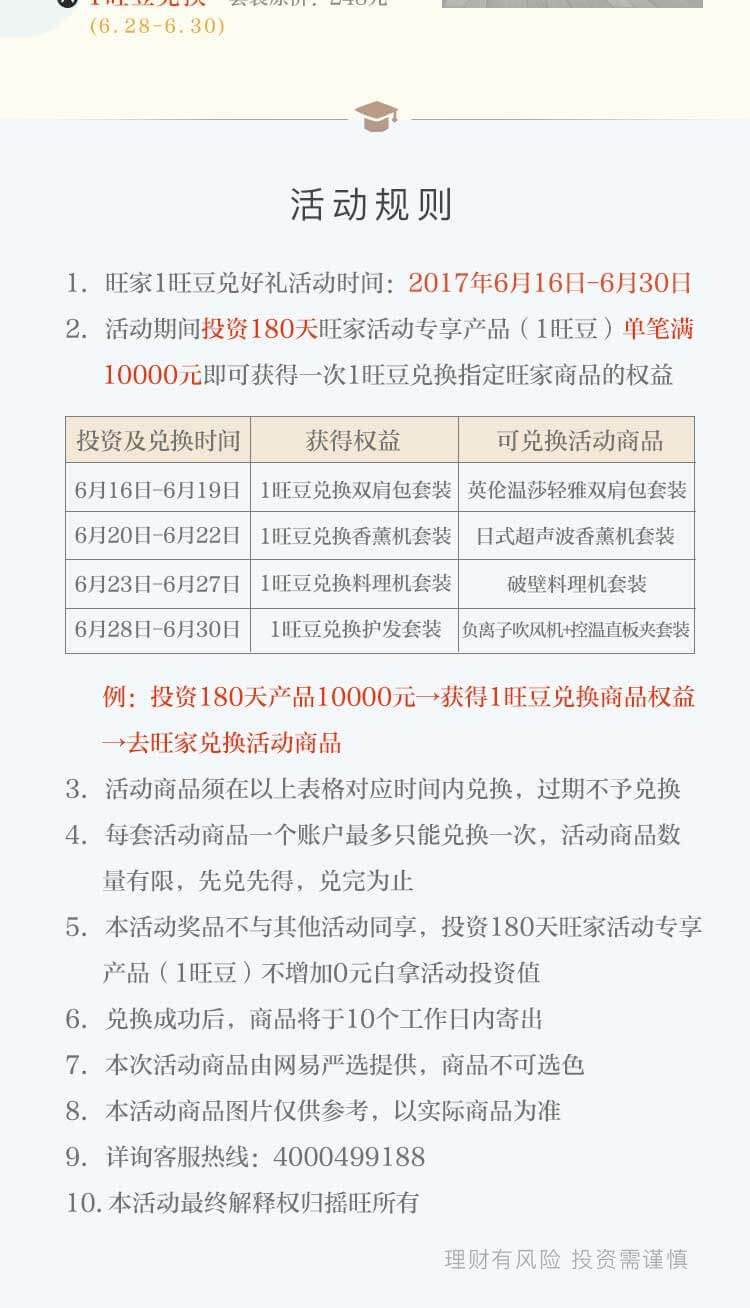 1旺豆兑换 套装原价：248元
(6.28-6.30)
活动规则
1. 旺家1旺豆兑好礼活动时间：2017年6月16日-6月30日
2. 活动期间投资180天旺家活动专享产品（1旺豆）单笔满
10000元即可获得一次1旺豆兑换指定旺家商品的权益
投资及兑换时间 获得权益 可兑换活动商品
6月16日-6月19日 1旺豆兑换双肩包套装 英伦温莎轻雅双肩包套装
6月20日-6月22日 1旺豆兑换香薰机套装 日式超声波香薰机套装
6月23日-6月27日 1旺豆兑换料理机套装 破壁料理机套装
6月28日-6月30日 1旺豆兑换护发套装 负离子吹风机+控温直板夹套装
例：投资180天产品10000元→获得1旺豆兑换商品权益
→去旺家兑换活动商品
3. 活动商品须在以上表格对应时间内兑换，过期不予兑换
4. 每套活动商品一个账户最多只能兑换一次，活动商品数
量有限，先兑先得，兑完为止
5. 本活动奖品不与其他活动同享，投资180天旺家活动专享
产品（1旺豆）不增加0元白拿活动投资值
6. 兑换成功后，商品将于10个工作日内寄出
7. 本次活动商品由网易严选提供，商品不可选色
8. 本活动商品图片仅供参考，以实际商品为准
9. 详询客服热线：4000499188
10. 本活动最终解释权归摇旺所有
理财有风险 投资需谨慎